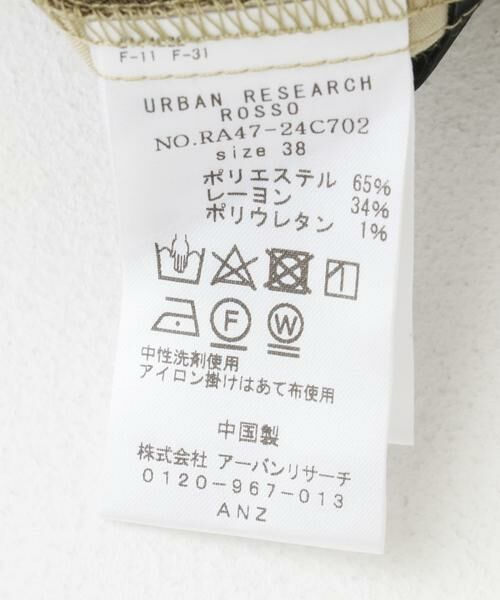 F-11 F-31
URBAN RESEARCH
ROSSO
NO.RA47-24C702
size 38
ポリエステル 65%
レーヨン 34%
ポリウレタン 1%
F W
中性洗剤使用
アイロン掛けはあて布使用
中国製
株式会社 アーバンリサーチ
0120-967-013
ANZ